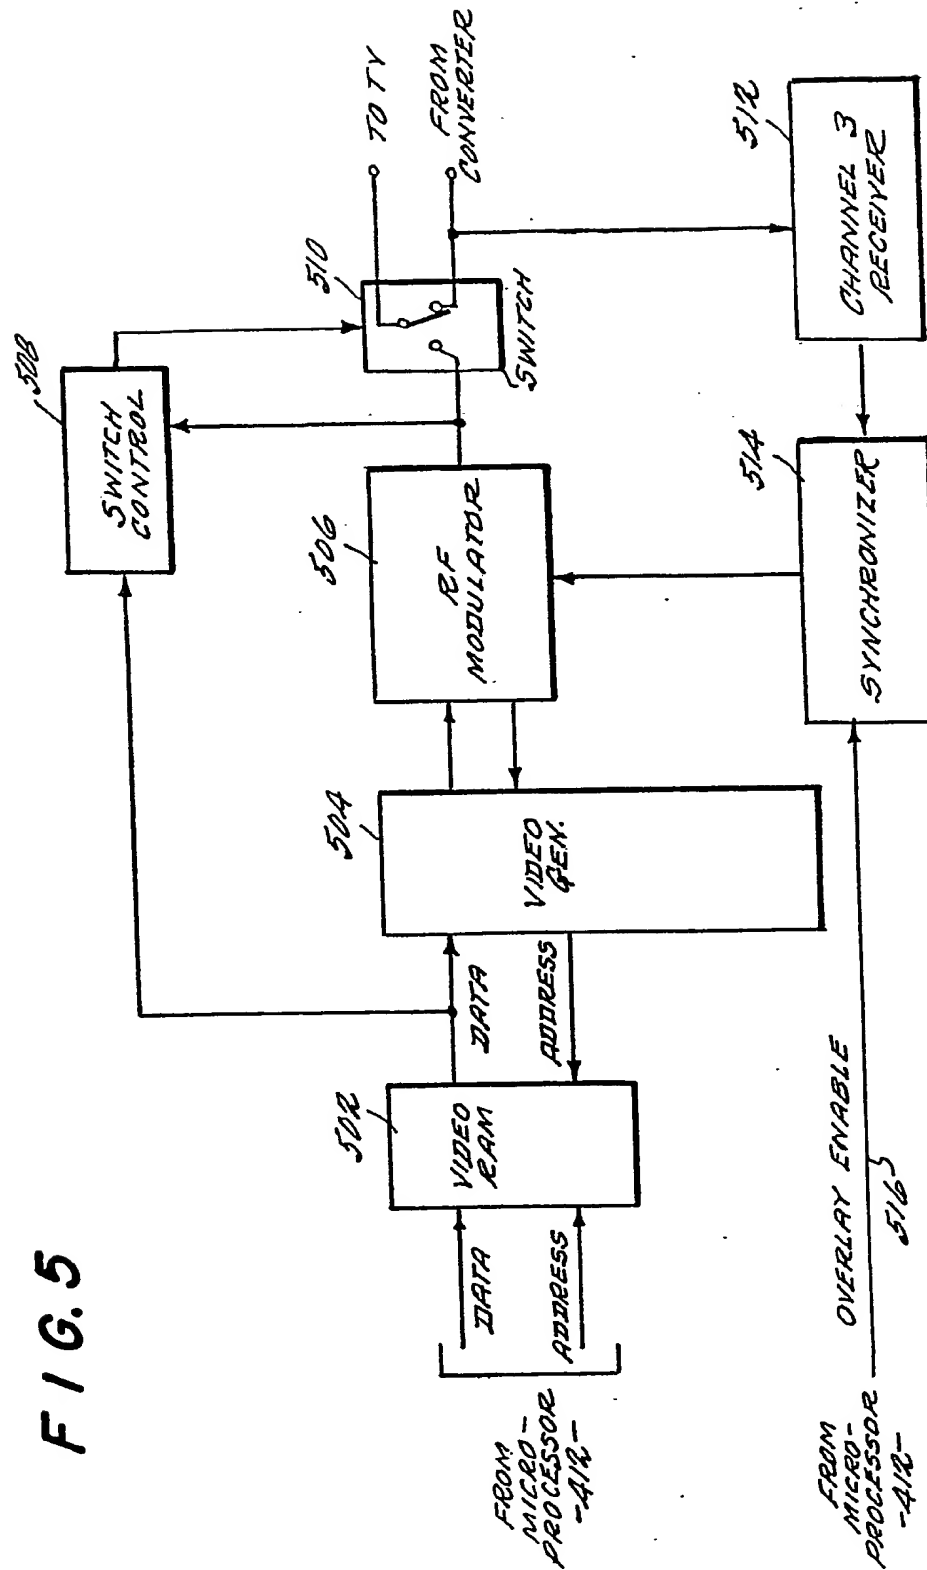 FIG. 5
FROM
MICRO-
PROCESSOR
-412-
DATA
ADDRESS
502
VIDEO
RAM
DATA
ADDRESS
504
VIDEO
GEN.
506
RF
MODULATOR
508
SWITCH
CONTROL
510
SWITCH
TO TV
FROM
CONVERTER
512
CHANNEL 3
RECEIVER
514
SYNCHRONIZER
FROM
MICRO-
PROCESSOR
-412-
OVERLAY ENABLE
516